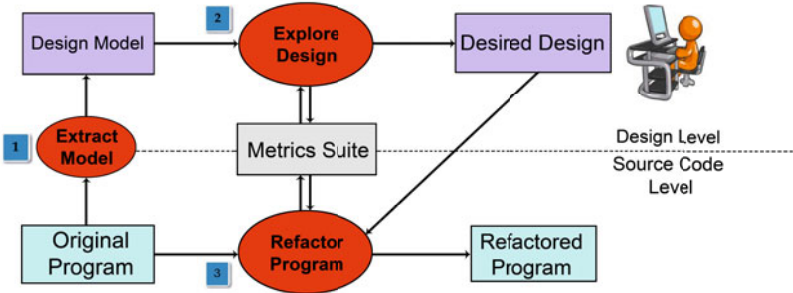 2
Design Model
Explore
Design
Desired Design
1
Extract
Model
Metrics Suite
Design Level
Source Code
Level
Original
Program
3
Refactor
Program
Refactored
Program